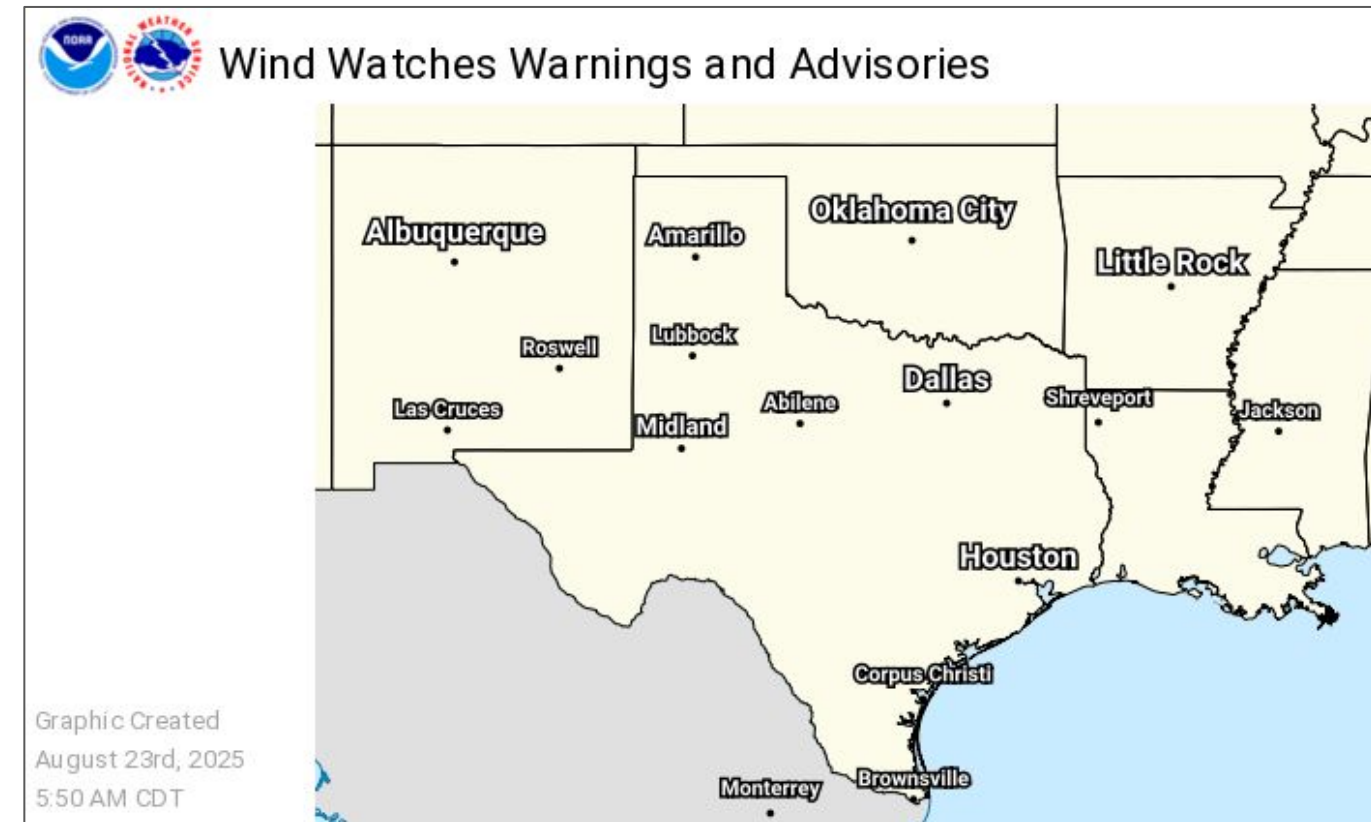 NOAA
NATIONAL WEATHER SERVICE
Wind Watches Warnings and Advisories
Oklahoma City
Albuquerque
Amarillo
Little Rock
Lubbock
Roswell
Dallas
Shreveport
Abilene
Las Cruces
Jackson
Midland
Houston
Corpus Christi
Graphic Created
August 23rd, 2025
5:50 AM CDT
Brownsville
Monterrey